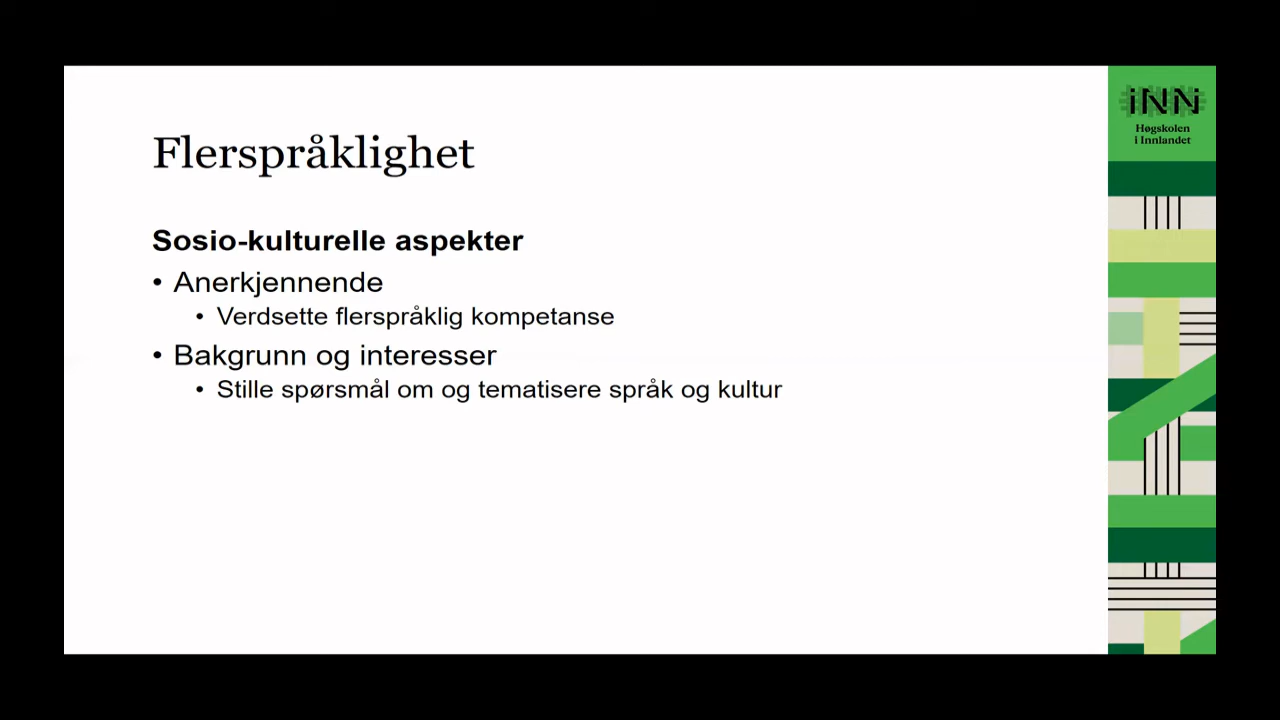 Flerspråklighet
Sosio-kulturelle aspekter
• Anerkjennende
• Verdsette flerspråklig kompetanse
• Bakgrunn og interesser
• Stille spørsmål om og tematisere språk og kultur
iNN
Høgskolen
i Innlandet